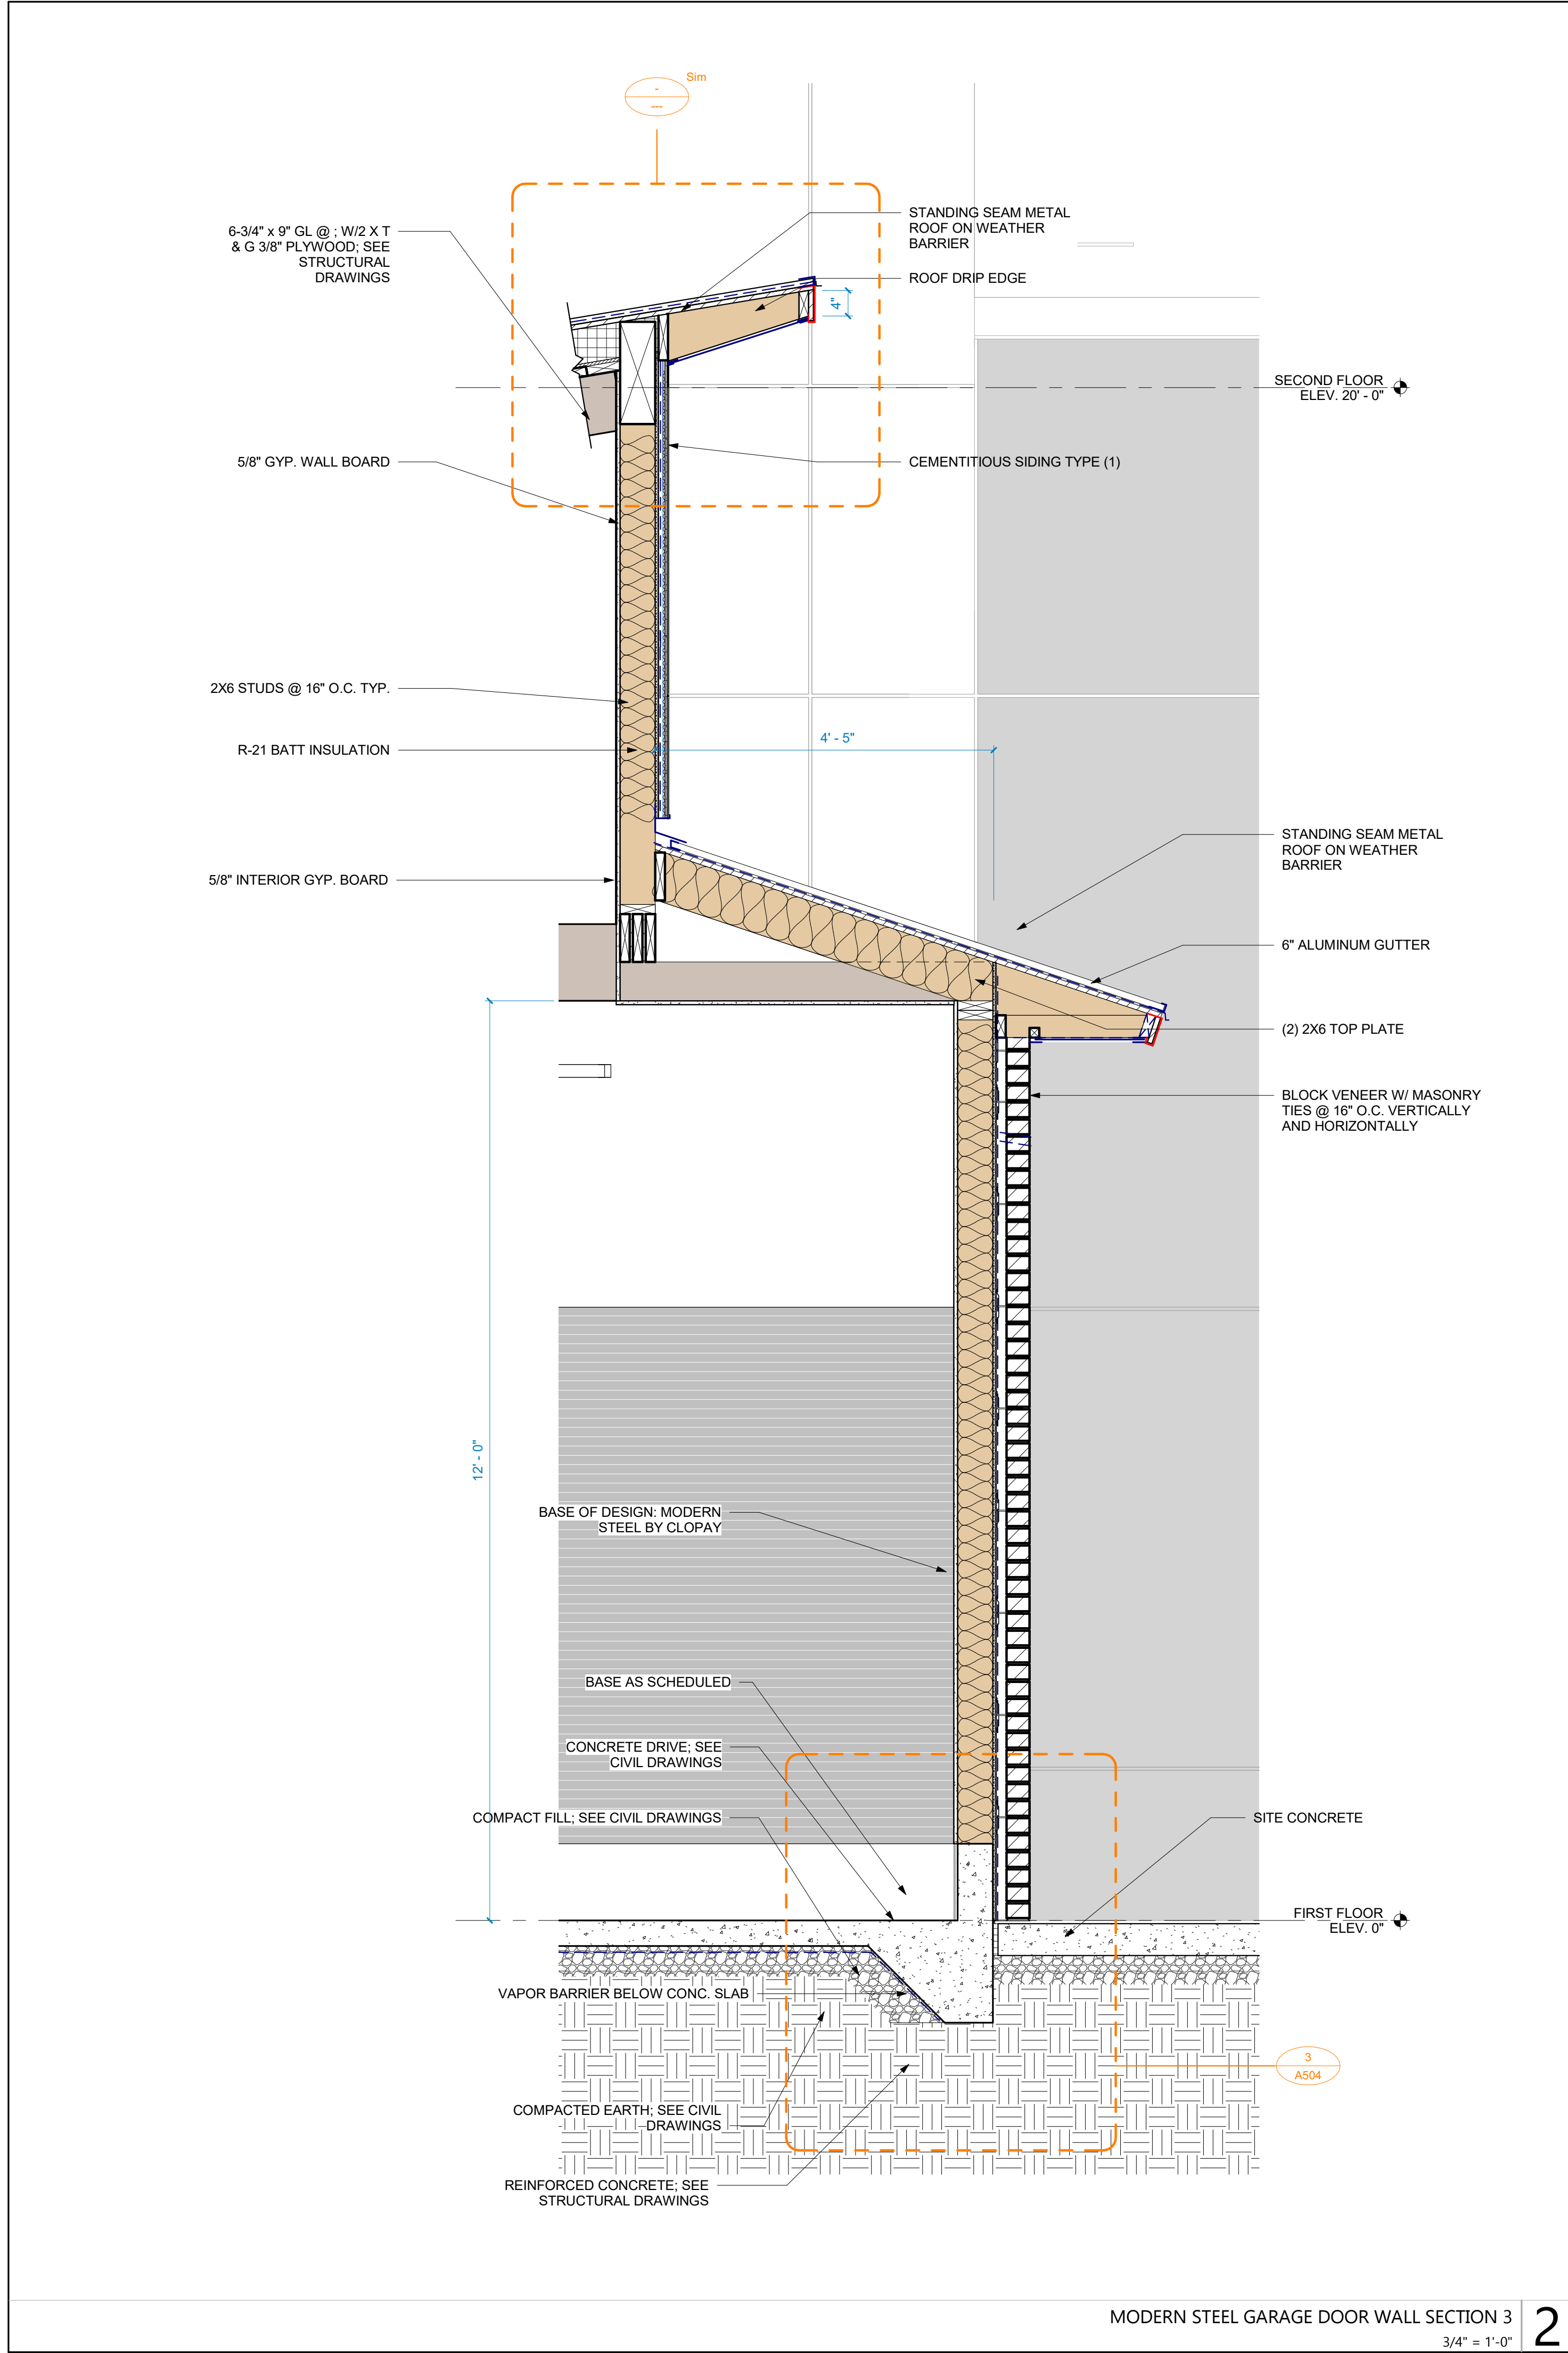 Sim
-
---
6-3/4" x 9" GL @ ; W/2 X T
& G 3/8" PLYWOOD; SEE
STRUCTURAL
DRAWINGS
STANDING SEAM METAL
ROOF ON WEATHER
BARRIER
ROOF DRIP EDGE
4"
SECOND FLOOR
ELEV. 20' - 0"
5/8" GYP. WALL BOARD
CEMENTITIOUS SIDING TYPE (1)
2X6 STUDS @ 16" O.C. TYP.
R-21 BATT INSULATION
4' - 5"
STANDING SEAM METAL
ROOF ON WEATHER
BARRIER
5/8" INTERIOR GYP. BOARD
6" ALUMINUM GUTTER
(2) 2X6 TOP PLATE
BLOCK VENEER W/ MASONRY
TIES @ 16" O.C. VERTICALLY
AND HORIZONTALLY
12' - 0"
BASE OF DESIGN: MODERN
STEEL BY CLOPAY
BASE AS SCHEDULED
CONCRETE DRIVE; SEE
CIVIL DRAWINGS
COMPACT FILL; SEE CIVIL DRAWINGS
SITE CONCRETE
FIRST FLOOR
ELEV. 0"
VAPOR BARRIER BELOW CONC. SLAB
3
A504
COMPACTED EARTH; SEE CIVIL
DRAWINGS
REINFORCED CONCRETE; SEE
STRUCTURAL DRAWINGS
MODERN STEEL GARAGE DOOR WALL SECTION 3
3/4" = 1'-0"
2